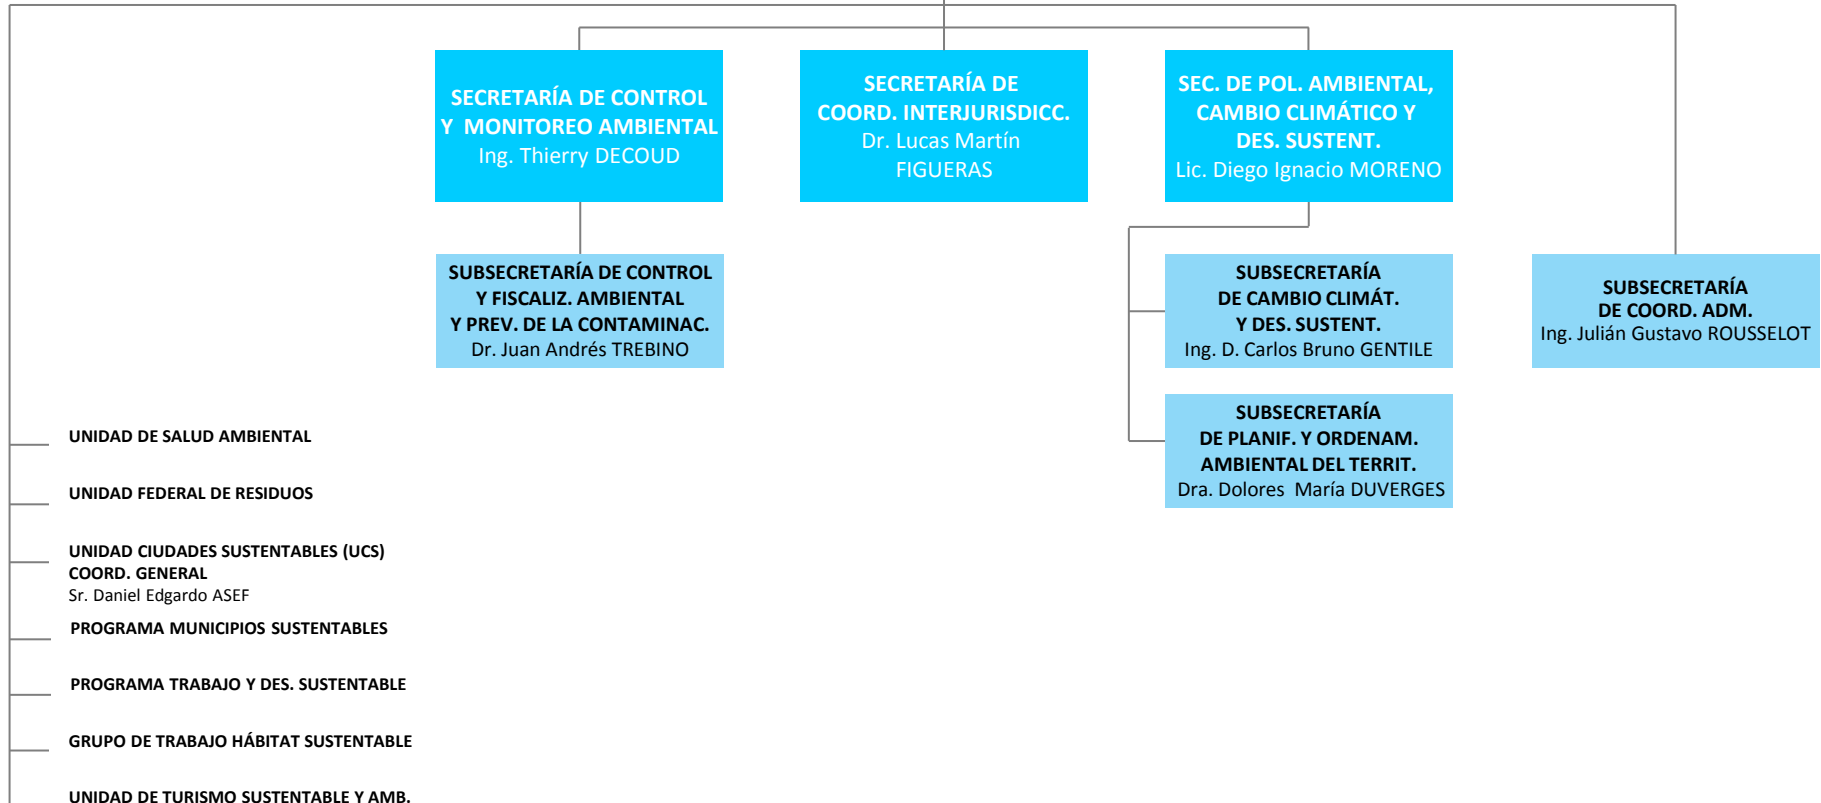 SECRETARÍA DE CONTROL
Y MONITOREO AMBIENTAL
Ing. Thierry DECOUD
SECRETARÍA DE
COORD. INTERJURISDICC.
Dr. Lucas Martín
FIGUERAS
SEC. DE POL. AMBIENTAL,
CAMBIO CLIMÁTICO Y
DES. SUSTENT.
Lic. Diego Ignacio MORENO
SUBSECRETARÍA DE CONTROL
Y FISCALIZ. AMBIENTAL
Y PREV. DE LA CONTAMINAC.
Dr. Juan Andrés TREBINO
SUBSECRETARÍA
DE CAMBIO CLIMÁT.
Y DES. SUSTENT.
Ing. D. Carlos Bruno GENTILE
SUBSECRETARÍA
DE COORD. ADM.
Ing. Julián Gustavo ROUSSELOT
SUBSECRETARÍA
DE PLANIF. Y ORDENAM.
AMBIENTAL DEL TERRIT.
Dra. Dolores María DUVERGES
UNIDAD DE SALUD AMBIENTAL
UNIDAD FEDERAL DE RESIDUOS
UNIDAD CIUDADES SUSTENTABLES (UCS)
COORD. GENERAL
Sr. Daniel Edgardo ASEF
PROGRAMA MUNICIPIOS SUSTENTABLES
PROGRAMA TRABAJO Y DES. SUSTENTABLE
GRUPO DE TRABAJO HÁBITAT SUSTENTABLE
UNIDAD DE TURISMO SUSTENTABLE Y AMB.